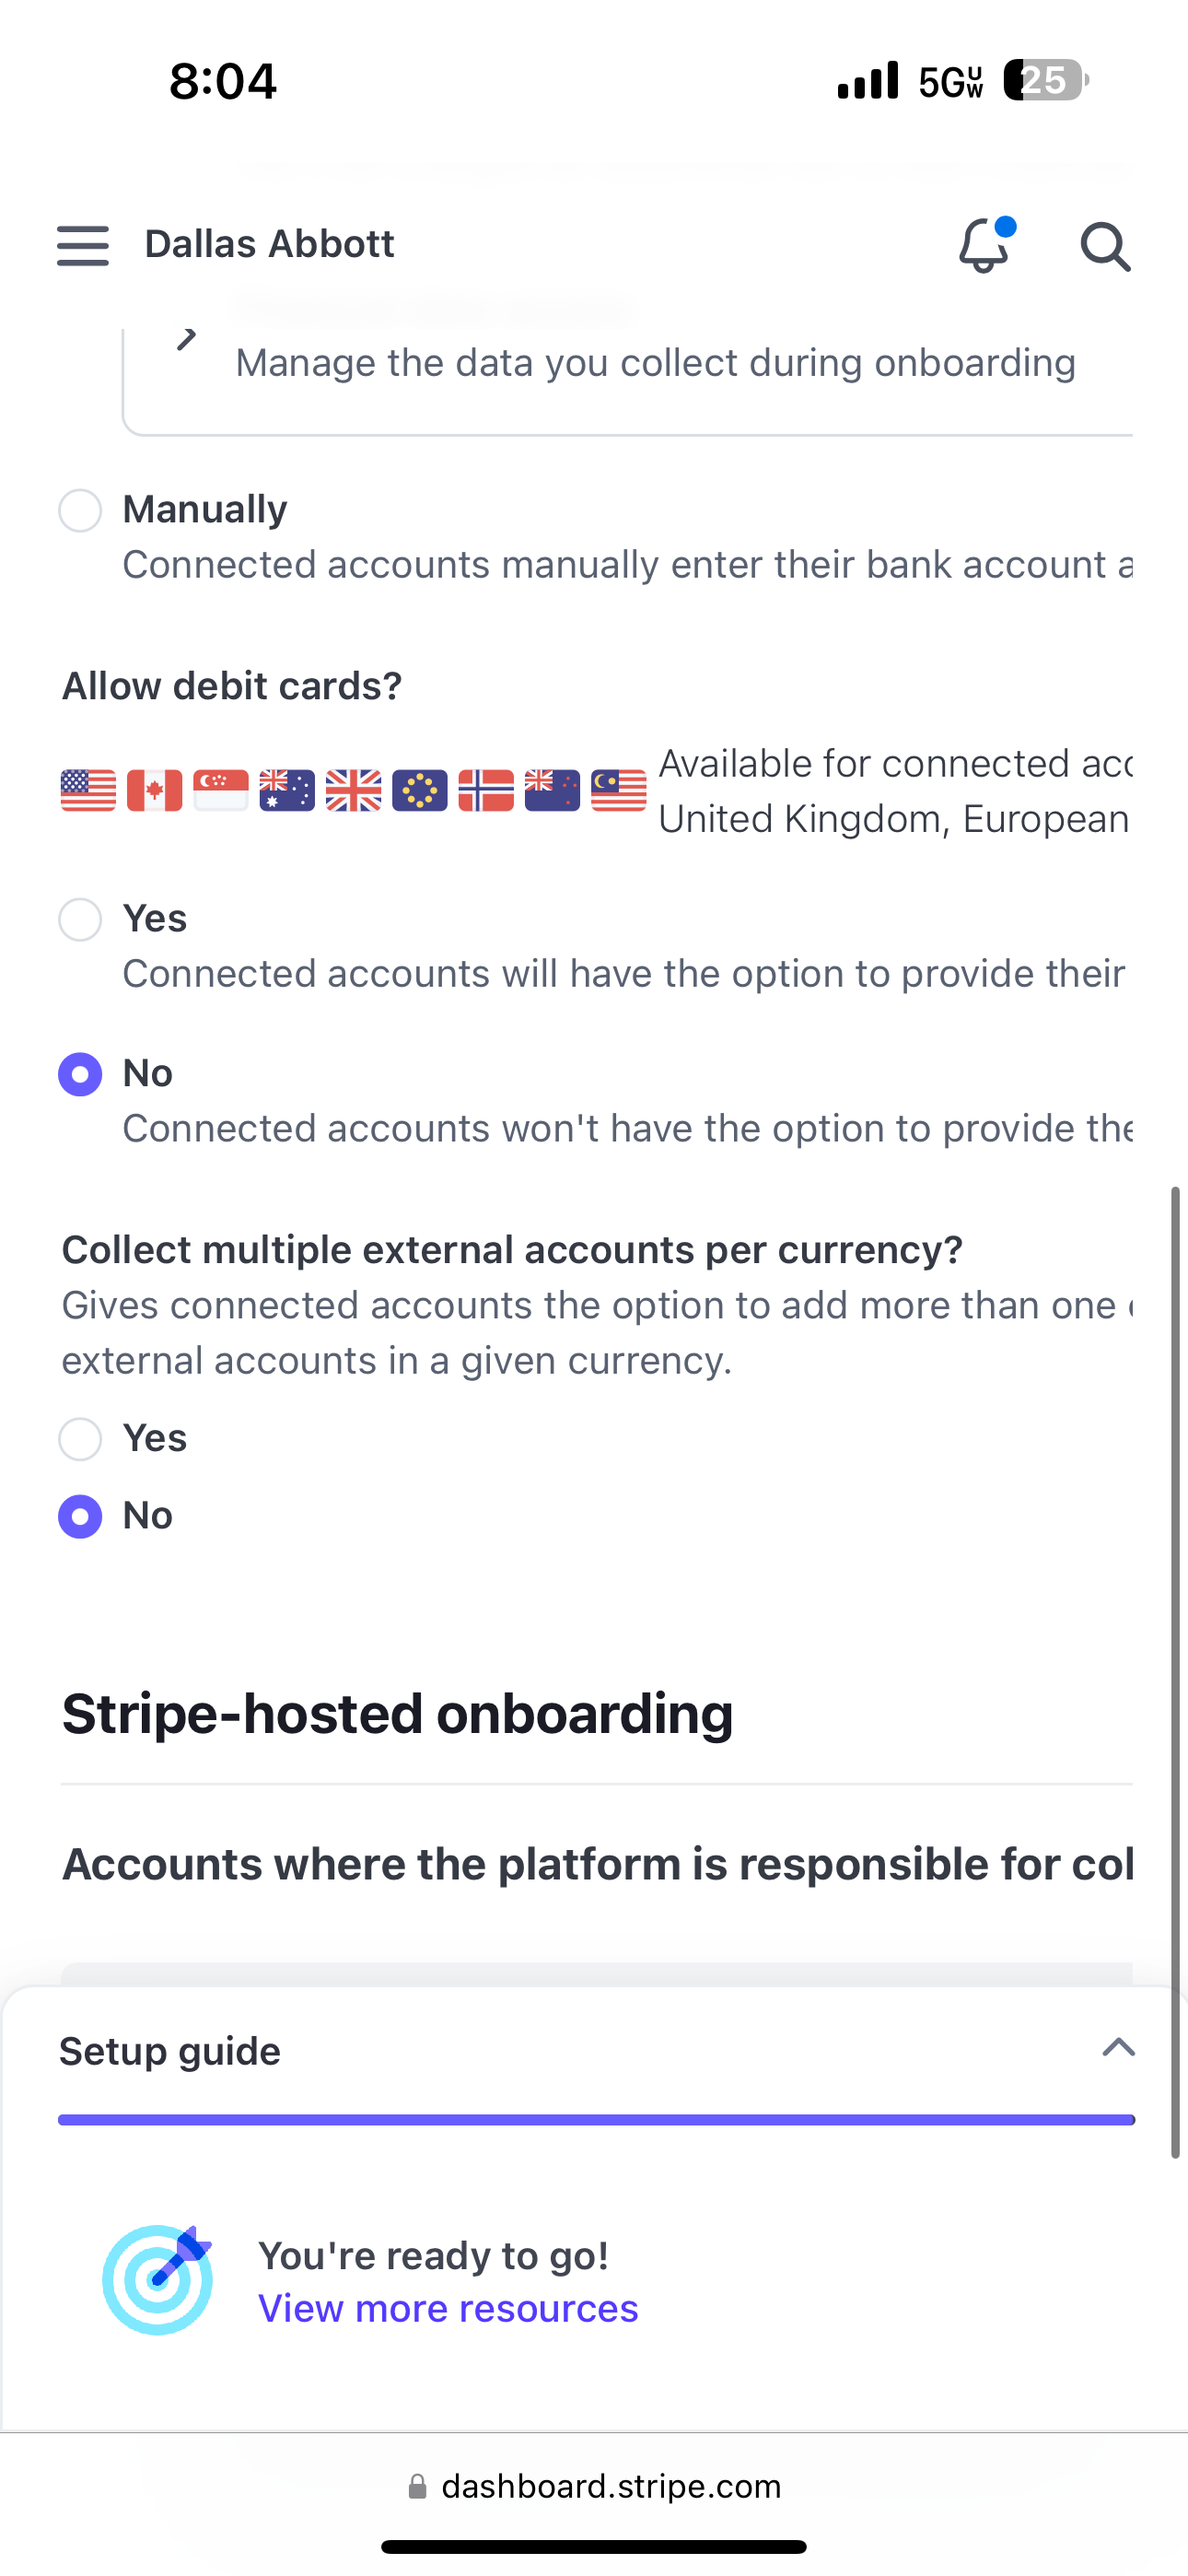 8:04
5G UW
25
Dallas Abbott
Manage the data you collect during onboarding
Manually
Connected accounts manually enter their bank account a
Allow debit cards?
Available for connected acc
United Kingdom, European
Yes
Connected accounts will have the option to provide their
No
Connected accounts won't have the option to provide the
Collect multiple external accounts per currency?
Gives connected accounts the option to add more than one
external accounts in a given currency.
Yes
No
Stripe-hosted onboarding
Accounts where the platform is responsible for col
Setup guide
You're ready to go!
View more resources
dashboard.stripe.com